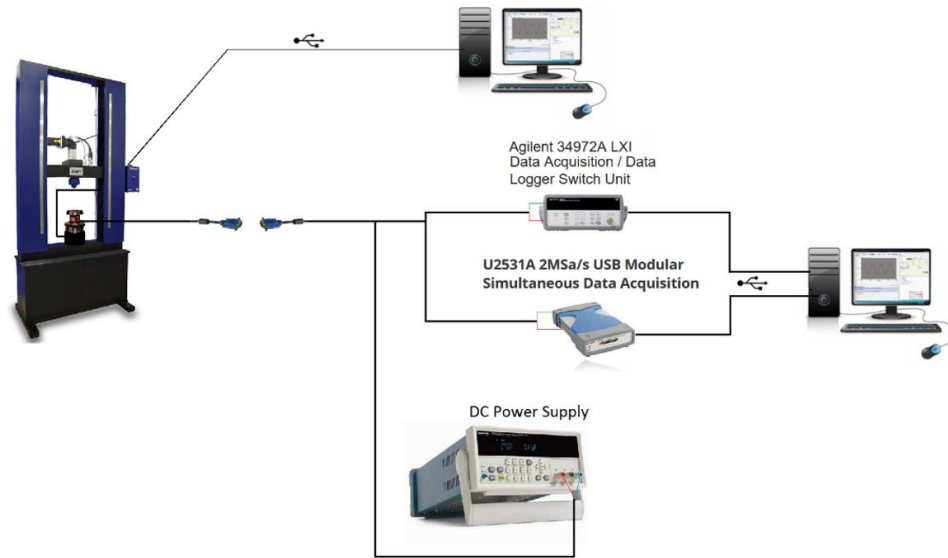 Agilent 34972A LXI
Data Acquisition / Data
Logger Switch Unit
U2531A 2MSa/s USB Modular
Simultaneous Data Acquisition
DC Power Supply